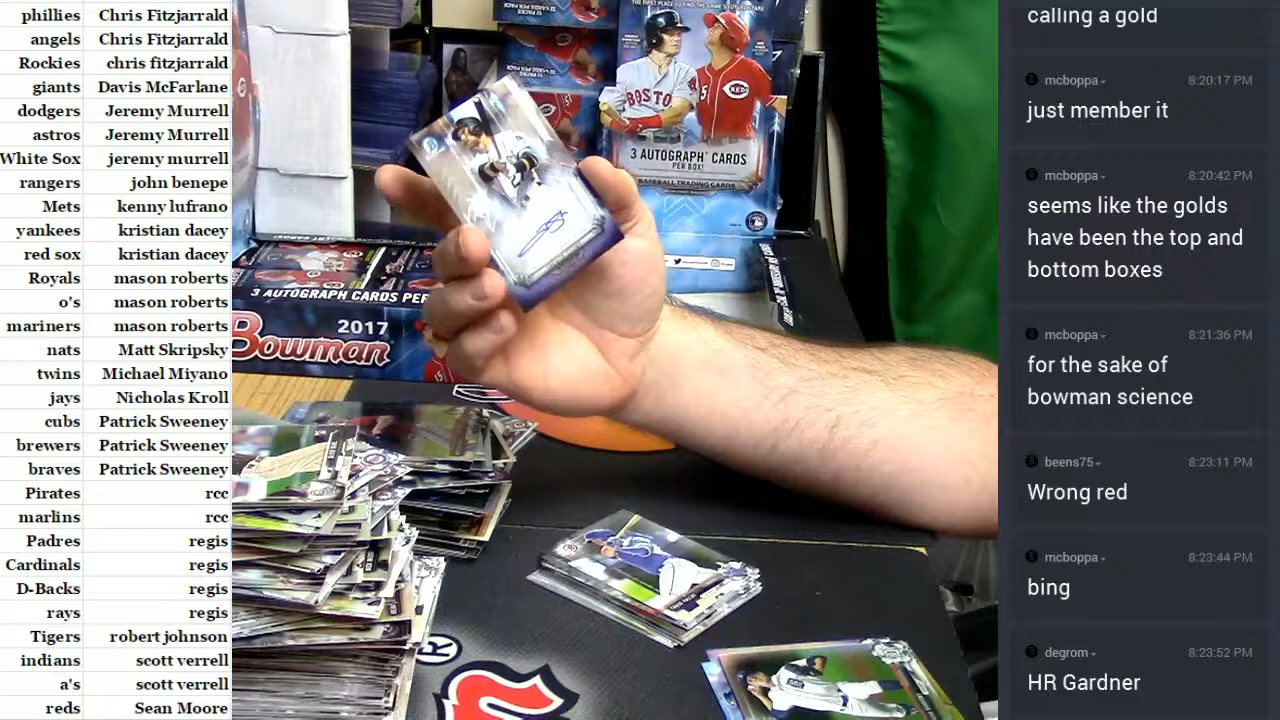 phillies Chris Fitzjarrald
angels Chris Fitzjarrald
Rockies chris fitzjarrald
giants Davis McFarlane
dodgers Jeremy Murrell
astros Jeremy Murrell
White Sox jeremy murrell
rangers john benepe
Mets kenny lufrano
yankees kristian dacey
red sox kristian dacey
Royals mason roberts
o's mason roberts
mariners mason roberts
nats Matt Skripsky
twins Michael Miyano
jays Nicholas Kroll
cubs Patrick Sweeney
brewers Patrick Sweeney
braves Patrick Sweeney
Pirates rcc
marlins rcc
Padres regis
Cardinals regis
D-Backs regis
rays regis
Tigers robert johnson
indians scott verrell
a's scott verrell
reds Sean Moore
BOSTO
REDS
3 AUTOGRAPH CARDS
PER BOX!
BASEBALL TRADING CARDS
3 AUTOGRAPH CARDS PER
2017
Bowman
calling a gold
mcboppa 8:20:17 PM
just member it
mcboppa 8:20:42 PM
seems like the golds
have been the top and
bottom boxes
mcboppa 8:21:36 PM
for the sake of
bowman science
beens75 8:23:11 PM
Wrong red
mcboppa 8:23:44 PM
bing
degrom 8:23:52 PM
HR Gardner